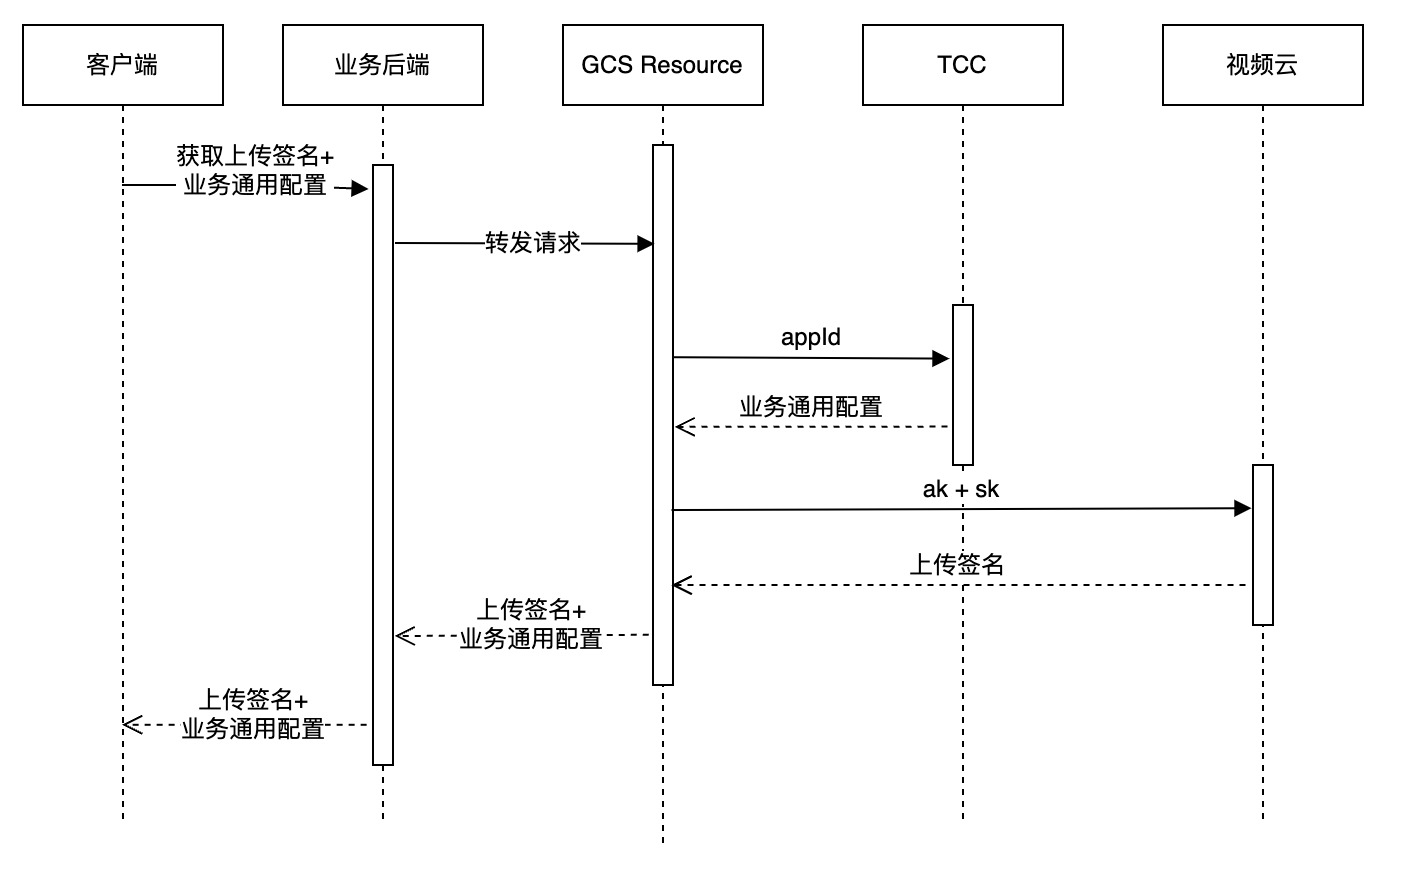 客户端
业务后端
GCS Resource
TCC
视频云
获取上传签名+
业务通用配置
转发请求
appId
业务通用配置
ak + sk
上传签名
上传签名+
业务通用配置
上传签名+
业务通用配置